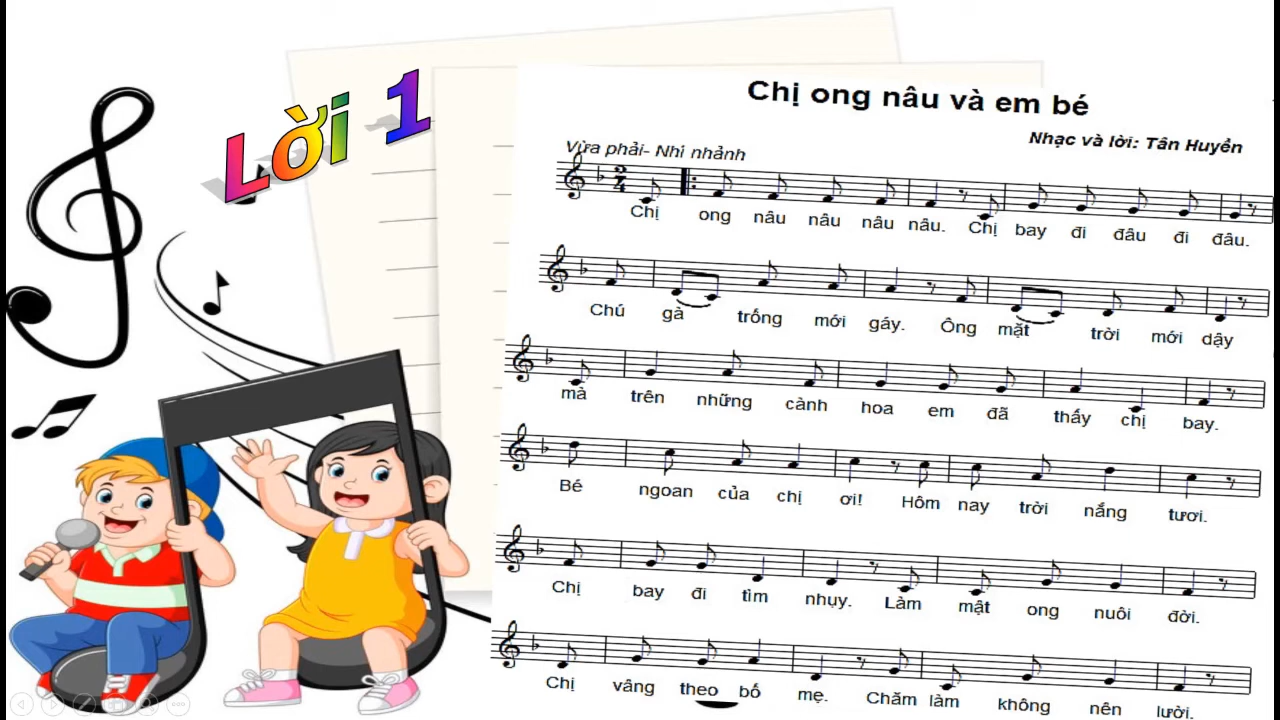 Lời 1
Chị ong nâu và em bé
Nhạc và lời: Tân Huyền
Vừa phải- Nhí nhảnh
Chị ong nâu nâu nâu nâu. Chị bay đi đâu đi đâu.
Chú gà trống mới gáy. Ông mặt trời mới dậy
mà trên những cành hoa em đã thấy chị bay.
Bé ngoan của chị ơi! Hôm nay trời nắng tươi.
Chị bay đi tìm nhụy. Làm mật ong nuôi đời.
Chị vâng theo bố mẹ. Chăm làm không nên lười.